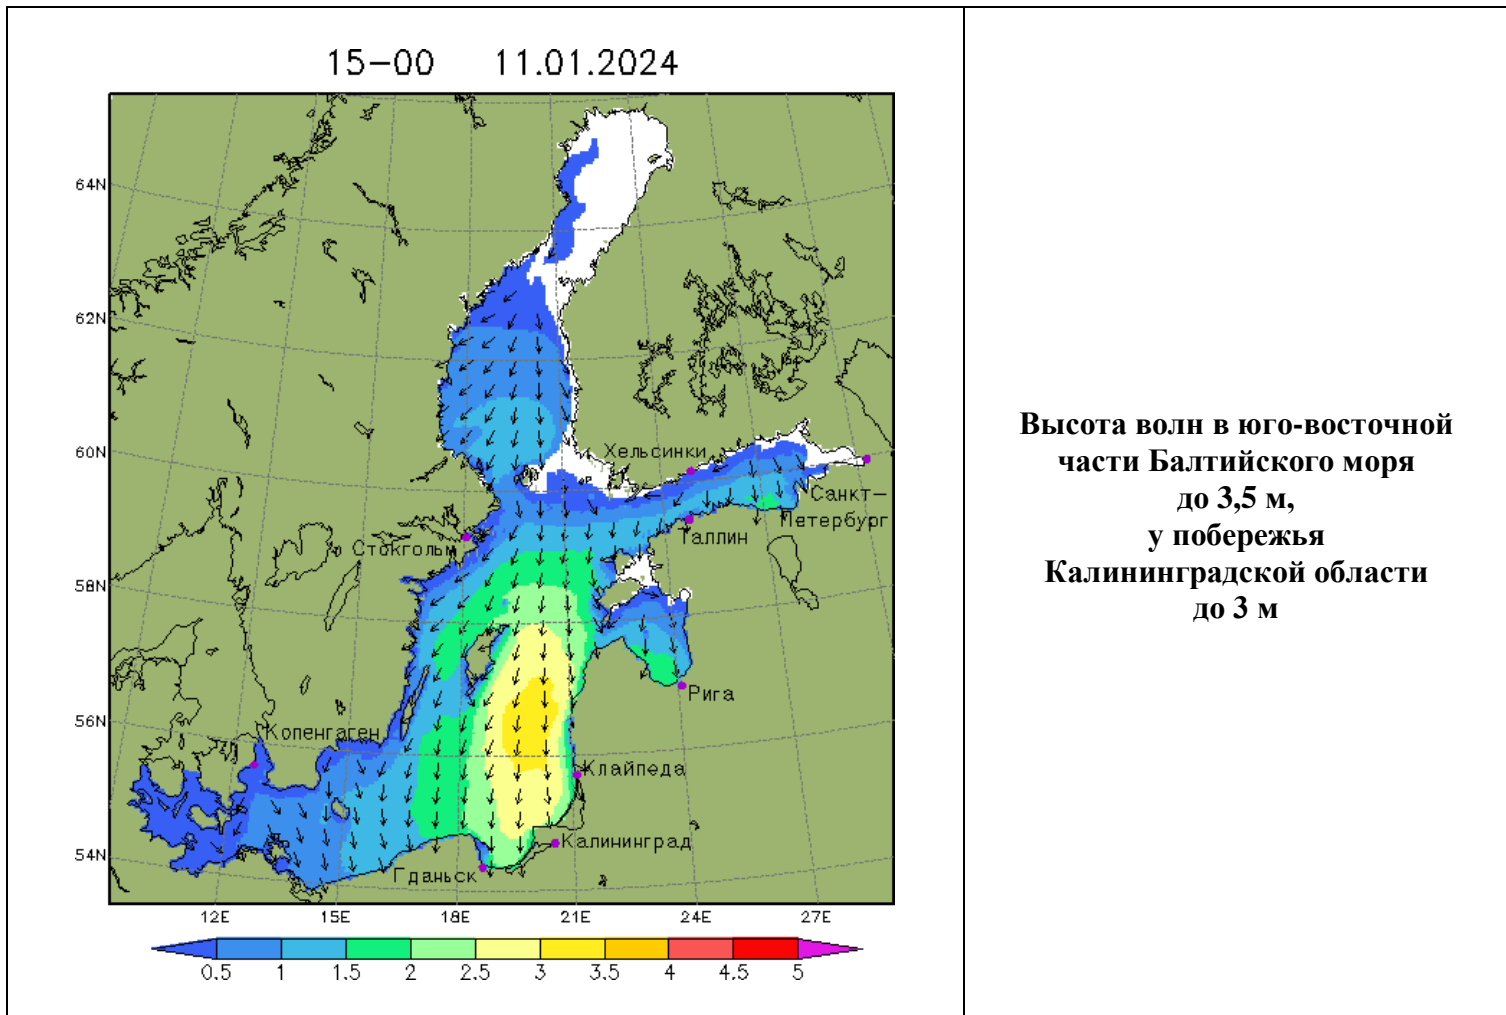 15-00 11.01.2024
64N
62N
60N
58N
56N
54N
Хельсинки
Санкт-
Петербург
Таллин
Стокгольм
Рига
Копенгаген
Клайпеда
Калининград
Гданьск
12E 15E 18E 21E 24E 27E
0.5 1 1.5 2 2.5 3 3.5 4 4.5 5
Высота волн в юго-восточной
части Балтийского моря
до 3,5 м,
у побережья
Калининградской области
до 3 м